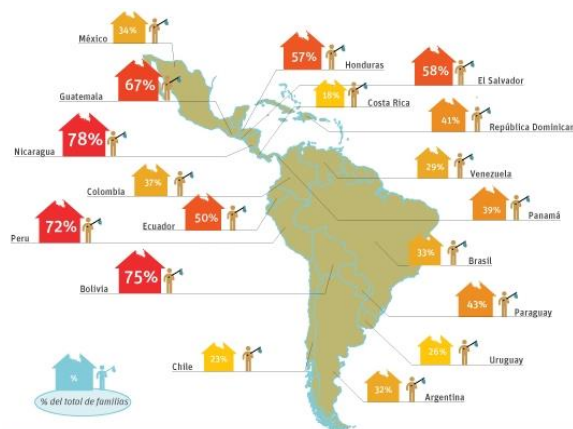 34%
México
57%
Honduras
58%
El Salvador
67%
Guatemala
18%
Costa Rica
41%
República Dominican
78%
Nicaragua
37%
Colombia
29%
Venezuela
50%
Ecuador
39%
Panamá
72%
Peru
33%
Brasil
75%
Bolivia
43%
Paraguay
23%
Chile
26%
Uruguay
32%
Argentina
%
% del total de familias